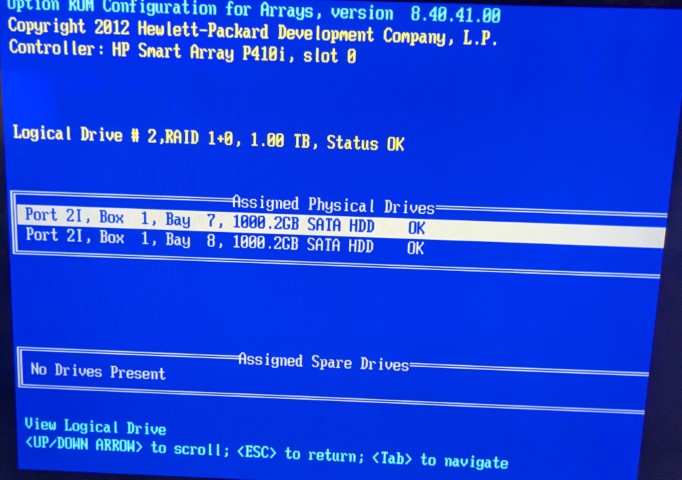 Option ROM Configuration for Arrays, version 8.40.41.00
Copyright 2012 Hewlett-Packard Development Company, L.P.
Controller: HP Smart Array P410i, slot 0
Logical Drive # 2,RAID 1+0, 1.00 TB, Status OK
Assigned Physical Drives
Port 2I, Box 1, Bay 7, 1000.2GB SATA HDD OK
Port 2I, Box 1, Bay 8, 1000.2GB SATA HDD OK
Assigned Spare Drives
No Drives Present
View Logical Drive
<UP/DOWN ARROW> to scroll; <ESC> to return; <Tab> to navigate